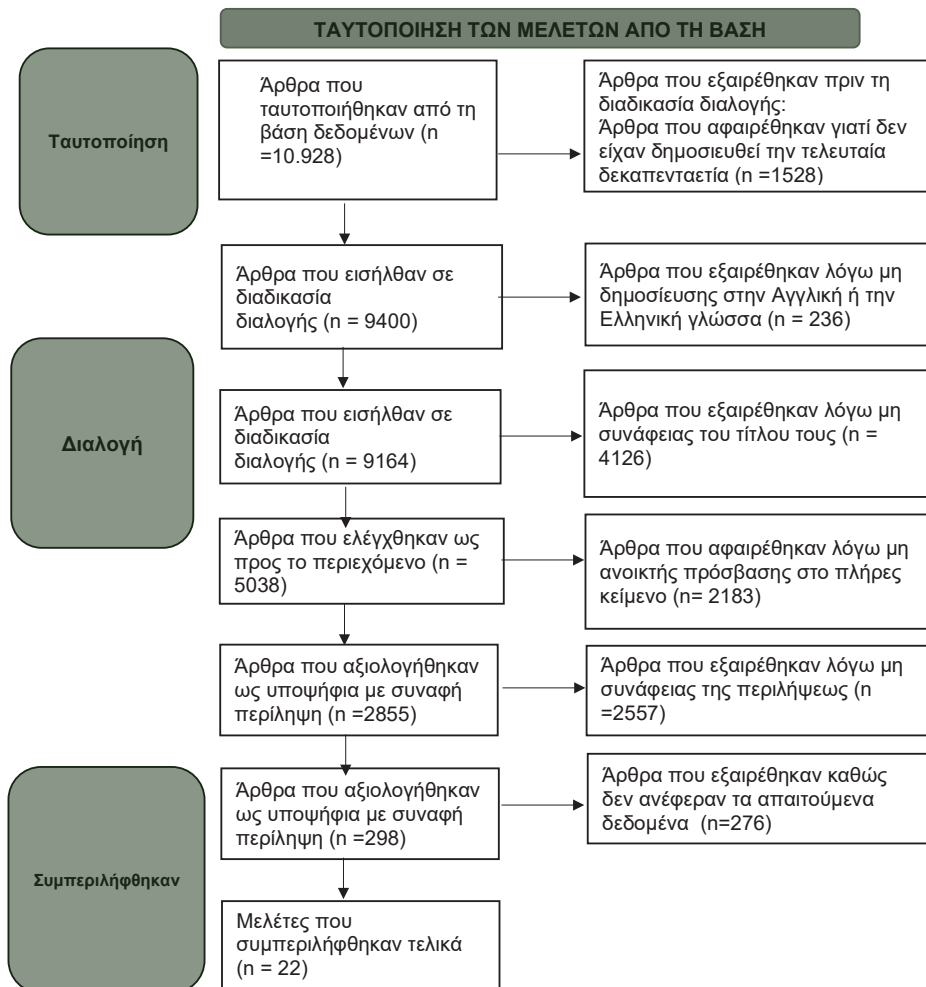 ΤΑΥΤΟΠΟΙΗΣΗ ΤΩΝ ΜΕΛΕΤΩΝ ΑΠΟ ΤΗ ΒΑΣΗ
Ταυτοποίηση
Άρθρα που
ταυτοποιήθηκαν από τη
βάση δεδομένων (n
=10.928)
Άρθρα που εξαιρέθηκαν πριν τη
διαδικασία διαλογής:
Άρθρα που αφαιρέθηκαν γιατί δεν
είχαν δημοσιευθεί την τελευταία
δεκαπενταετία (n =1528)
Άρθρα που εισήλθαν σε
διαδικασία
διαλογής (n = 9400)
Άρθρα που εξαιρέθηκαν λόγω μη
δημοσίευσης στην Αγγλική ή την
Ελληνική γλώσσα (n = 236)
Διαλογή
Άρθρα που εισήλθαν σε
διαδικασία
διαλογής (n = 9164)
Άρθρα που εξαιρέθηκαν λόγω μη
συνάφειας του τίτλου τους (n =
4126)
Άρθρα που ελέγχθηκαν ως
προς το περιεχόμενο (n =
5038)
Άρθρα που αφαιρέθηκαν λόγω μη
ανοικτής πρόσβασης στο πλήρες
κείμενο (n= 2183)
Άρθρα που αξιολογήθηκαν
ως υποψήφια με συναφή
περίληψη (n =2855)
Άρθρα που εξαιρέθηκαν λόγω μη
συνάφειας της περιλήψεως (n
=2557)
Συμπεριλήφθηκαν
Άρθρα που αξιολογήθηκαν
ως υποψήφια με συναφή
περίληψη (n =298)
Άρθρα που εξαιρέθηκαν καθώς
δεν ανέφεραν τα απαιτούμενα
δεδομένα (n=276)
Μελέτες που
συμπεριλήφθηκαν τελικά
(n = 22)